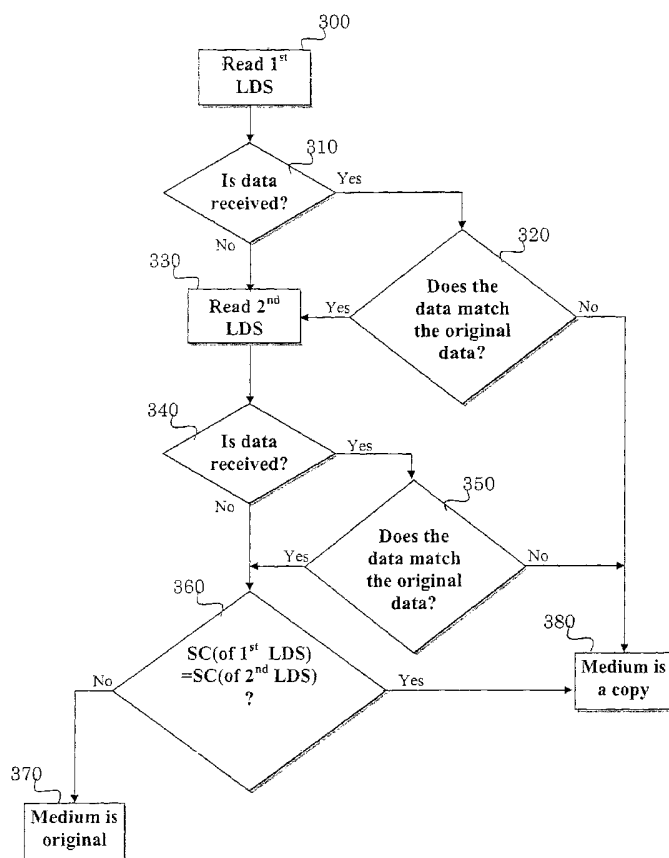 300
Read 1st
LDS
310
Is data
received?
Yes
No
320
Does the
data match
the original
data?
Yes
No
330
Read 2nd
LDS
340
Is data
received?
Yes
No
350
Does the
data match
the original
data?
Yes
No
360
SC(of 1st LDS)
=SC(of 2nd LDS)
?
No
Yes
380
Medium is
a copy
370
Medium is
original